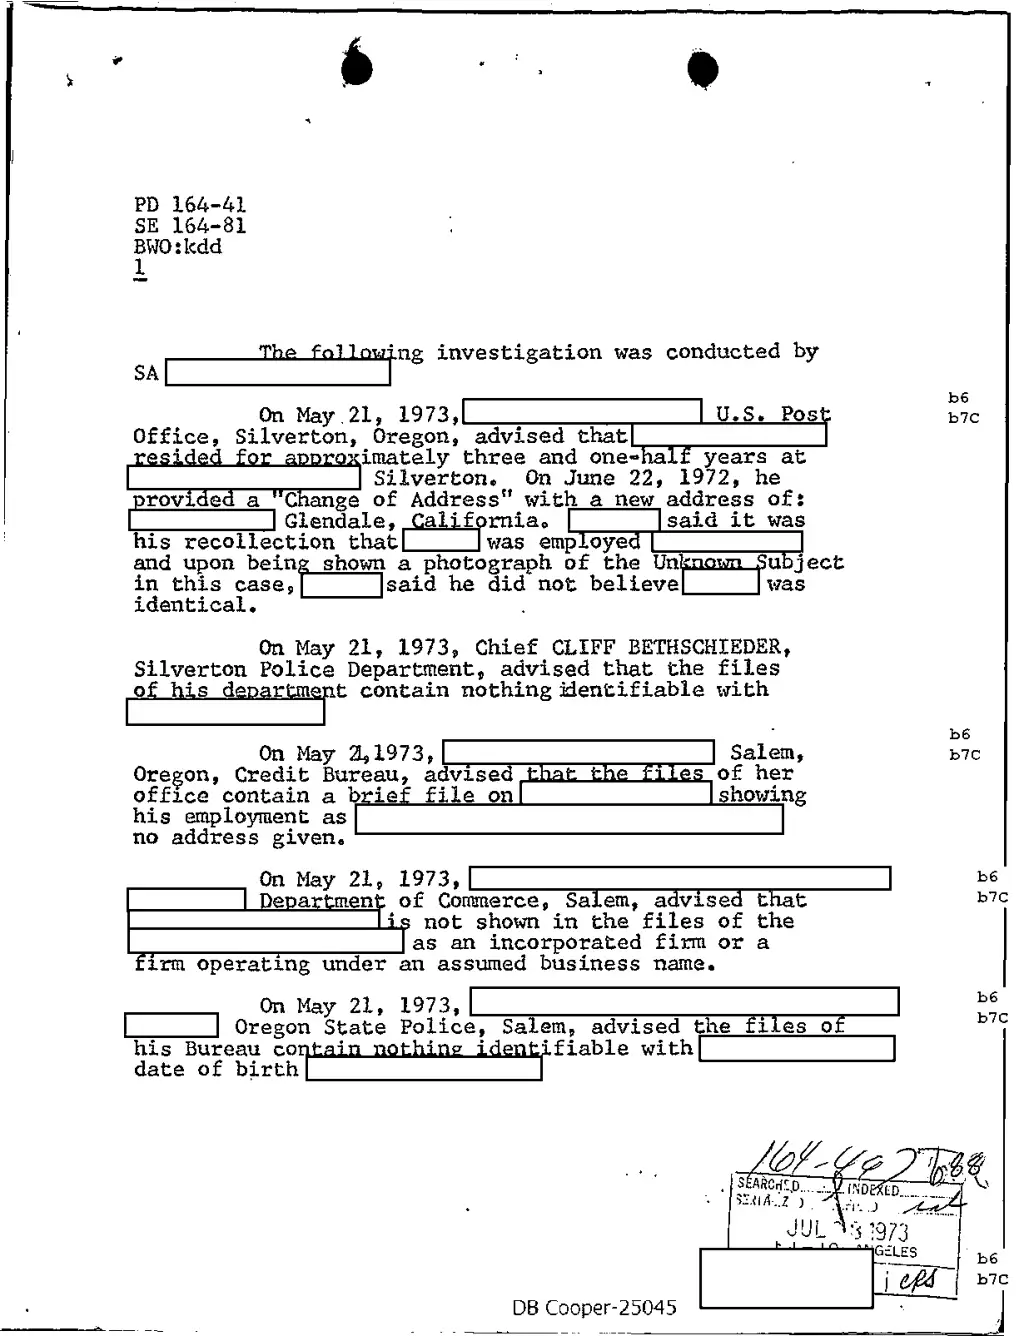 PD 164-41
SE 164-81
BWO:kdd
1
The following investigation was conducted by
SA
On May 21, 1973, U.S. Post
b6
b7C
Office, Silverton, Oregon, advised that
resided for approximately three and one-half years at
Silverton. On June 22, 1972, he
provided a "Change of Address" with a new address of:
Glendale, California. said it was
his recollection that was employed
and upon being shown a photograph of the Unknown Subject
in this case, said he did not believe was
identical.
On May 21, 1973, Chief CLIFF BETHSCHIEDER,
Silverton Police Department, advised that the files
of his department contain nothing identifiable with
On May 21,1973, Salem,
b6
b7C
Oregon, Credit Bureau, advised that the files of her
office contain a brief file on showing
his employment as
no address given.
On May 21, 1973,
b6
b7C
Department of Commerce, Salem, advised that
is not shown in the files of the
as an incorporated firm or a
firm operating under an assumed business name.
On May 21, 1973,
b6
b7C
Oregon State Police, Salem, advised the files of
his Bureau contain nothing identifiable with
date of birth
SEARCHED INDEXED
JUL 1973
b6
b7C
DB Cooper-25045